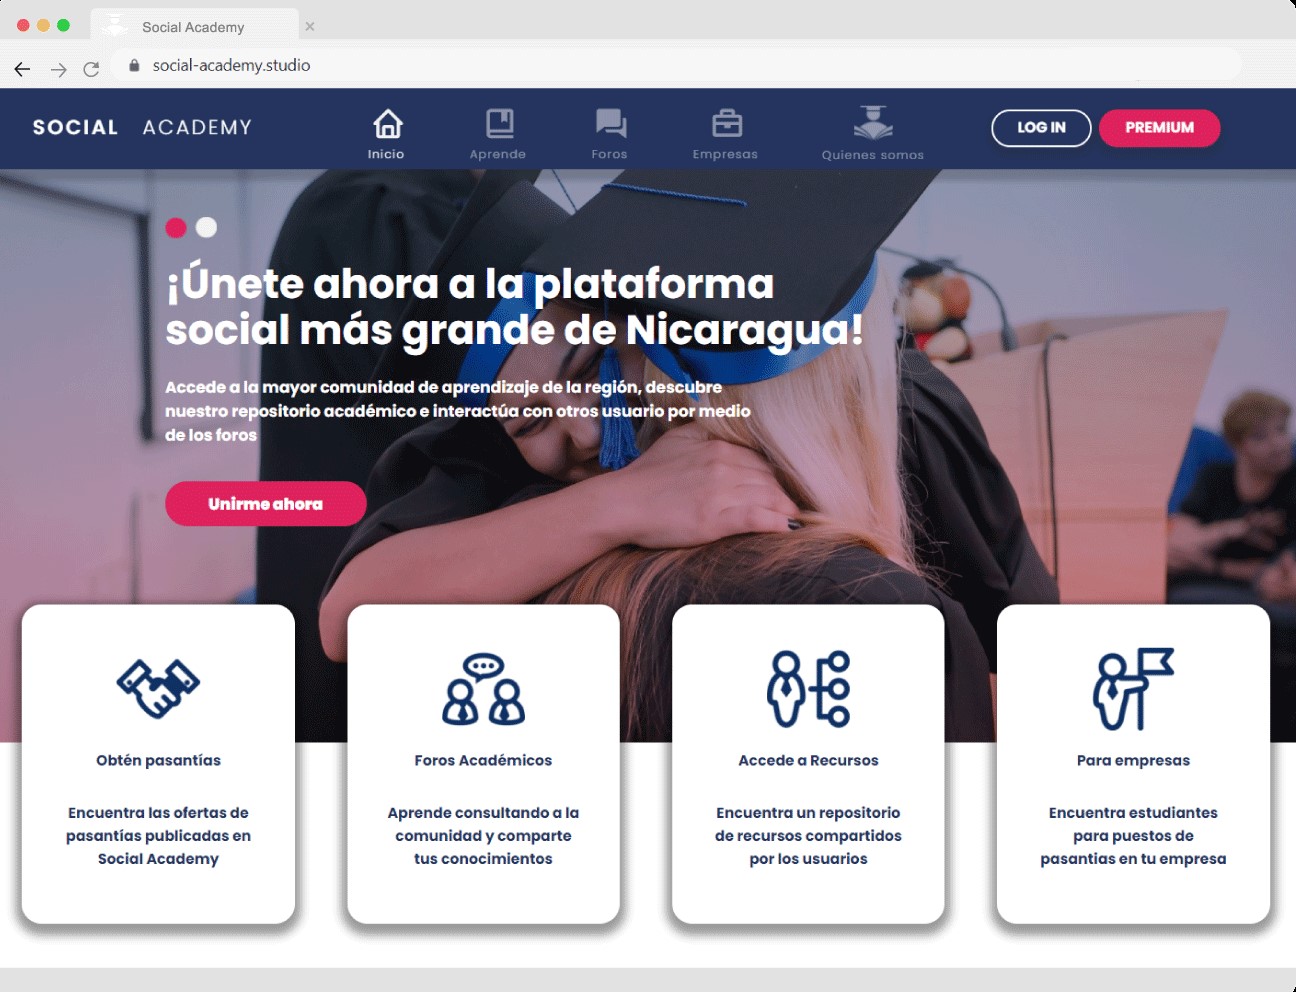 Social Academy
social-academy.studio
SOCIAL ACADEMY
Inicio
Aprende
Foros
Empresas
Quienes somos
LOG IN
PREMIUM
¡Únete ahora a la plataforma
social más grande de Nicaragua!
Accede a la mayor comunidad de aprendizaje de la región, descubre
nuestro repositorio académico e interactúa con otros usuario por medio
de los foros
Unirme ahora
Obtén pasantías
Encuentra las ofertas de
pasantías publicadas en
Social Academy
Foros Académicos
Aprende consultando a la
comunidad y comparte
tus conocimientos
Accede a Recursos
Encuentra un repositorio
de recursos compartidos
por los usuarios
Para empresas
Encuentra estudiantes
para puestos de
pasantias en tu empresa